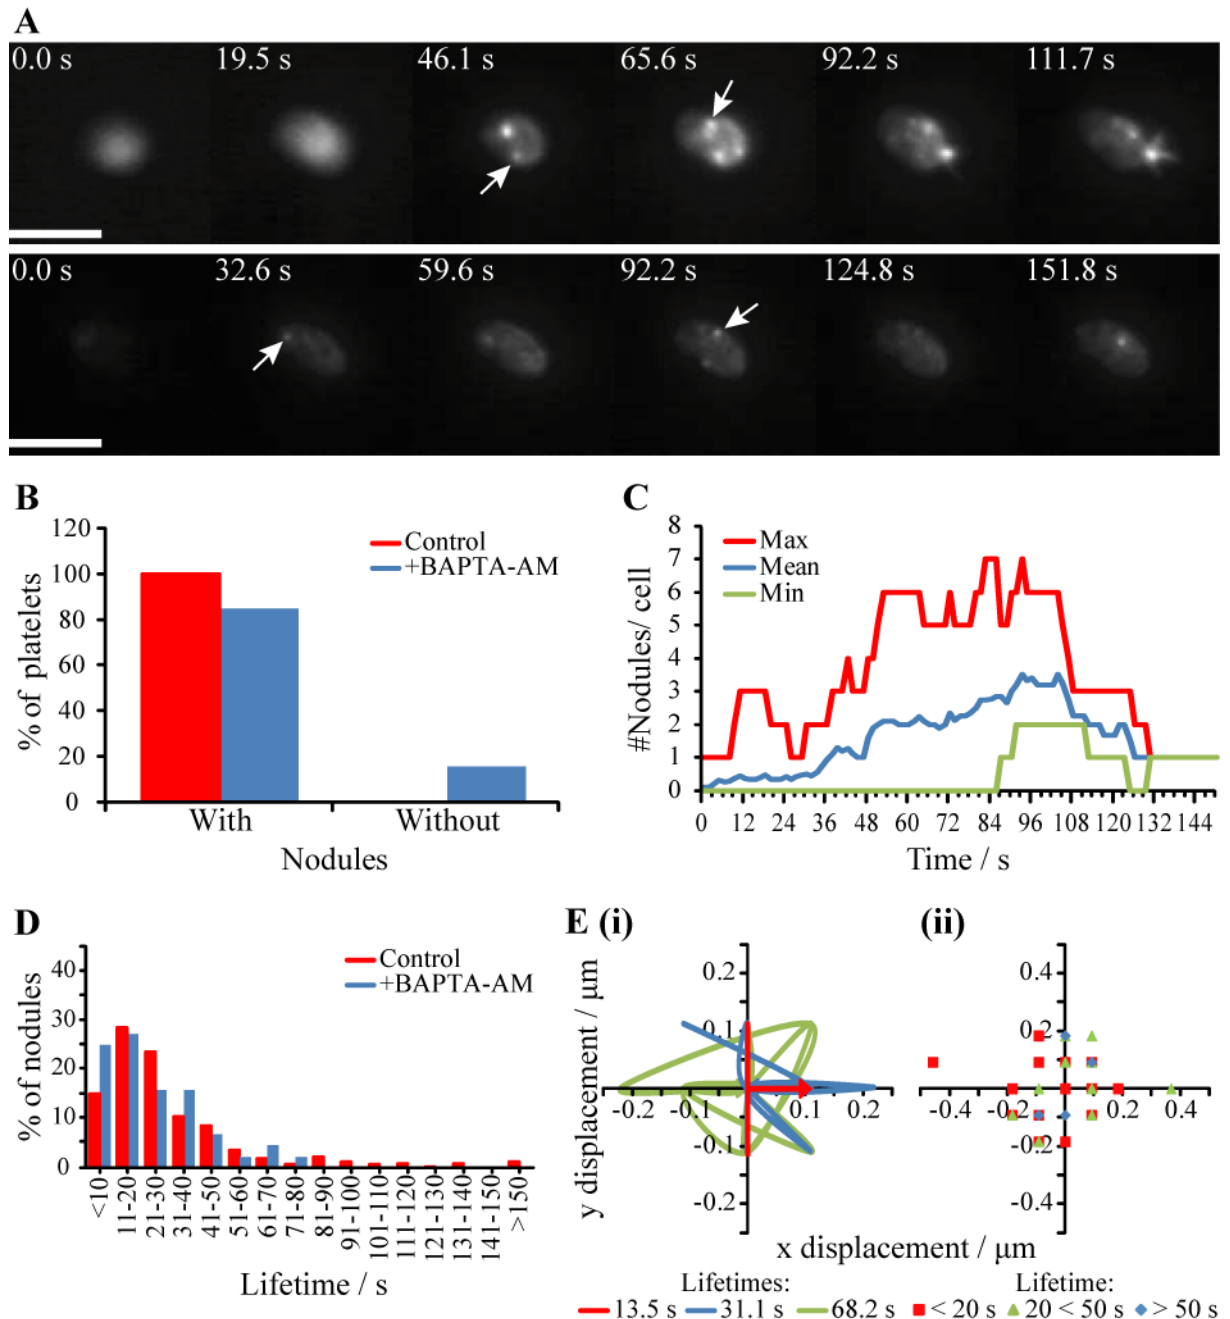 A
0.0 s 19.5 s 46.1 s 65.6 s 92.2 s 111.7 s
0.0 s 32.6 s 59.6 s 92.2 s 124.8 s 151.8 s
B
120
100
80
60
40
20
0
% of platelets
Control
+BAPTA-AM
With Without
Nodules
C
8
7
6
5
4
3
2
1
0
#Nodules/ cell
Max
Mean
Min
0 12 24 36 48 60 72 84 96 108 120 132 144
Time / s
D
40
30
20
10
0
% of nodules
Control
+BAPTA-AM
<10 11-20 21-30 31-40 41-50 51-60 61-70 71-80 81-90 91-100 101-110 111-120 121-130 131-140 141-150 >150
Lifetime / s
E (i)
y displacement / μm
0.2
0.1
-0.2 -0.1 0.1 0.2
-0.1
-0.2
(ii)
0.4
0.2
-0.4 -0.2 0.2 0.4
-0.2
-0.4
x displacement / μm
Lifetimes:
13.5 s 31.1 s 68.2 s
Lifetime:
< 20 s 20 < 50 s > 50 s